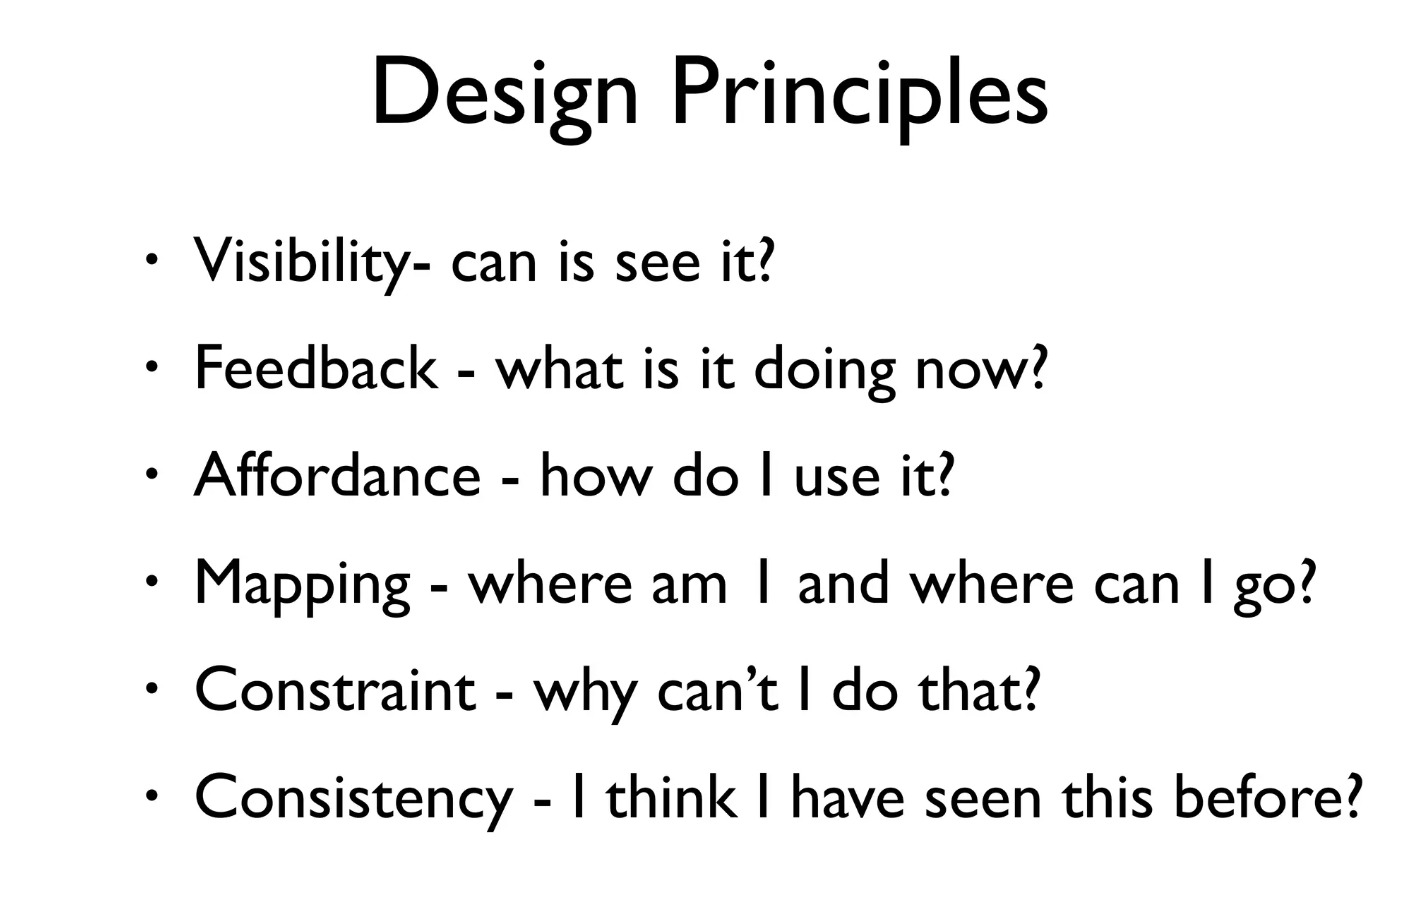 Design Principles
• Visibility- can is see it?
• Feedback - what is it doing now?
• Affordance - how do I use it?
• Mapping - where am 1 and where can I go?
• Constraint - why can’t I do that?
• Consistency - I think I have seen this before?